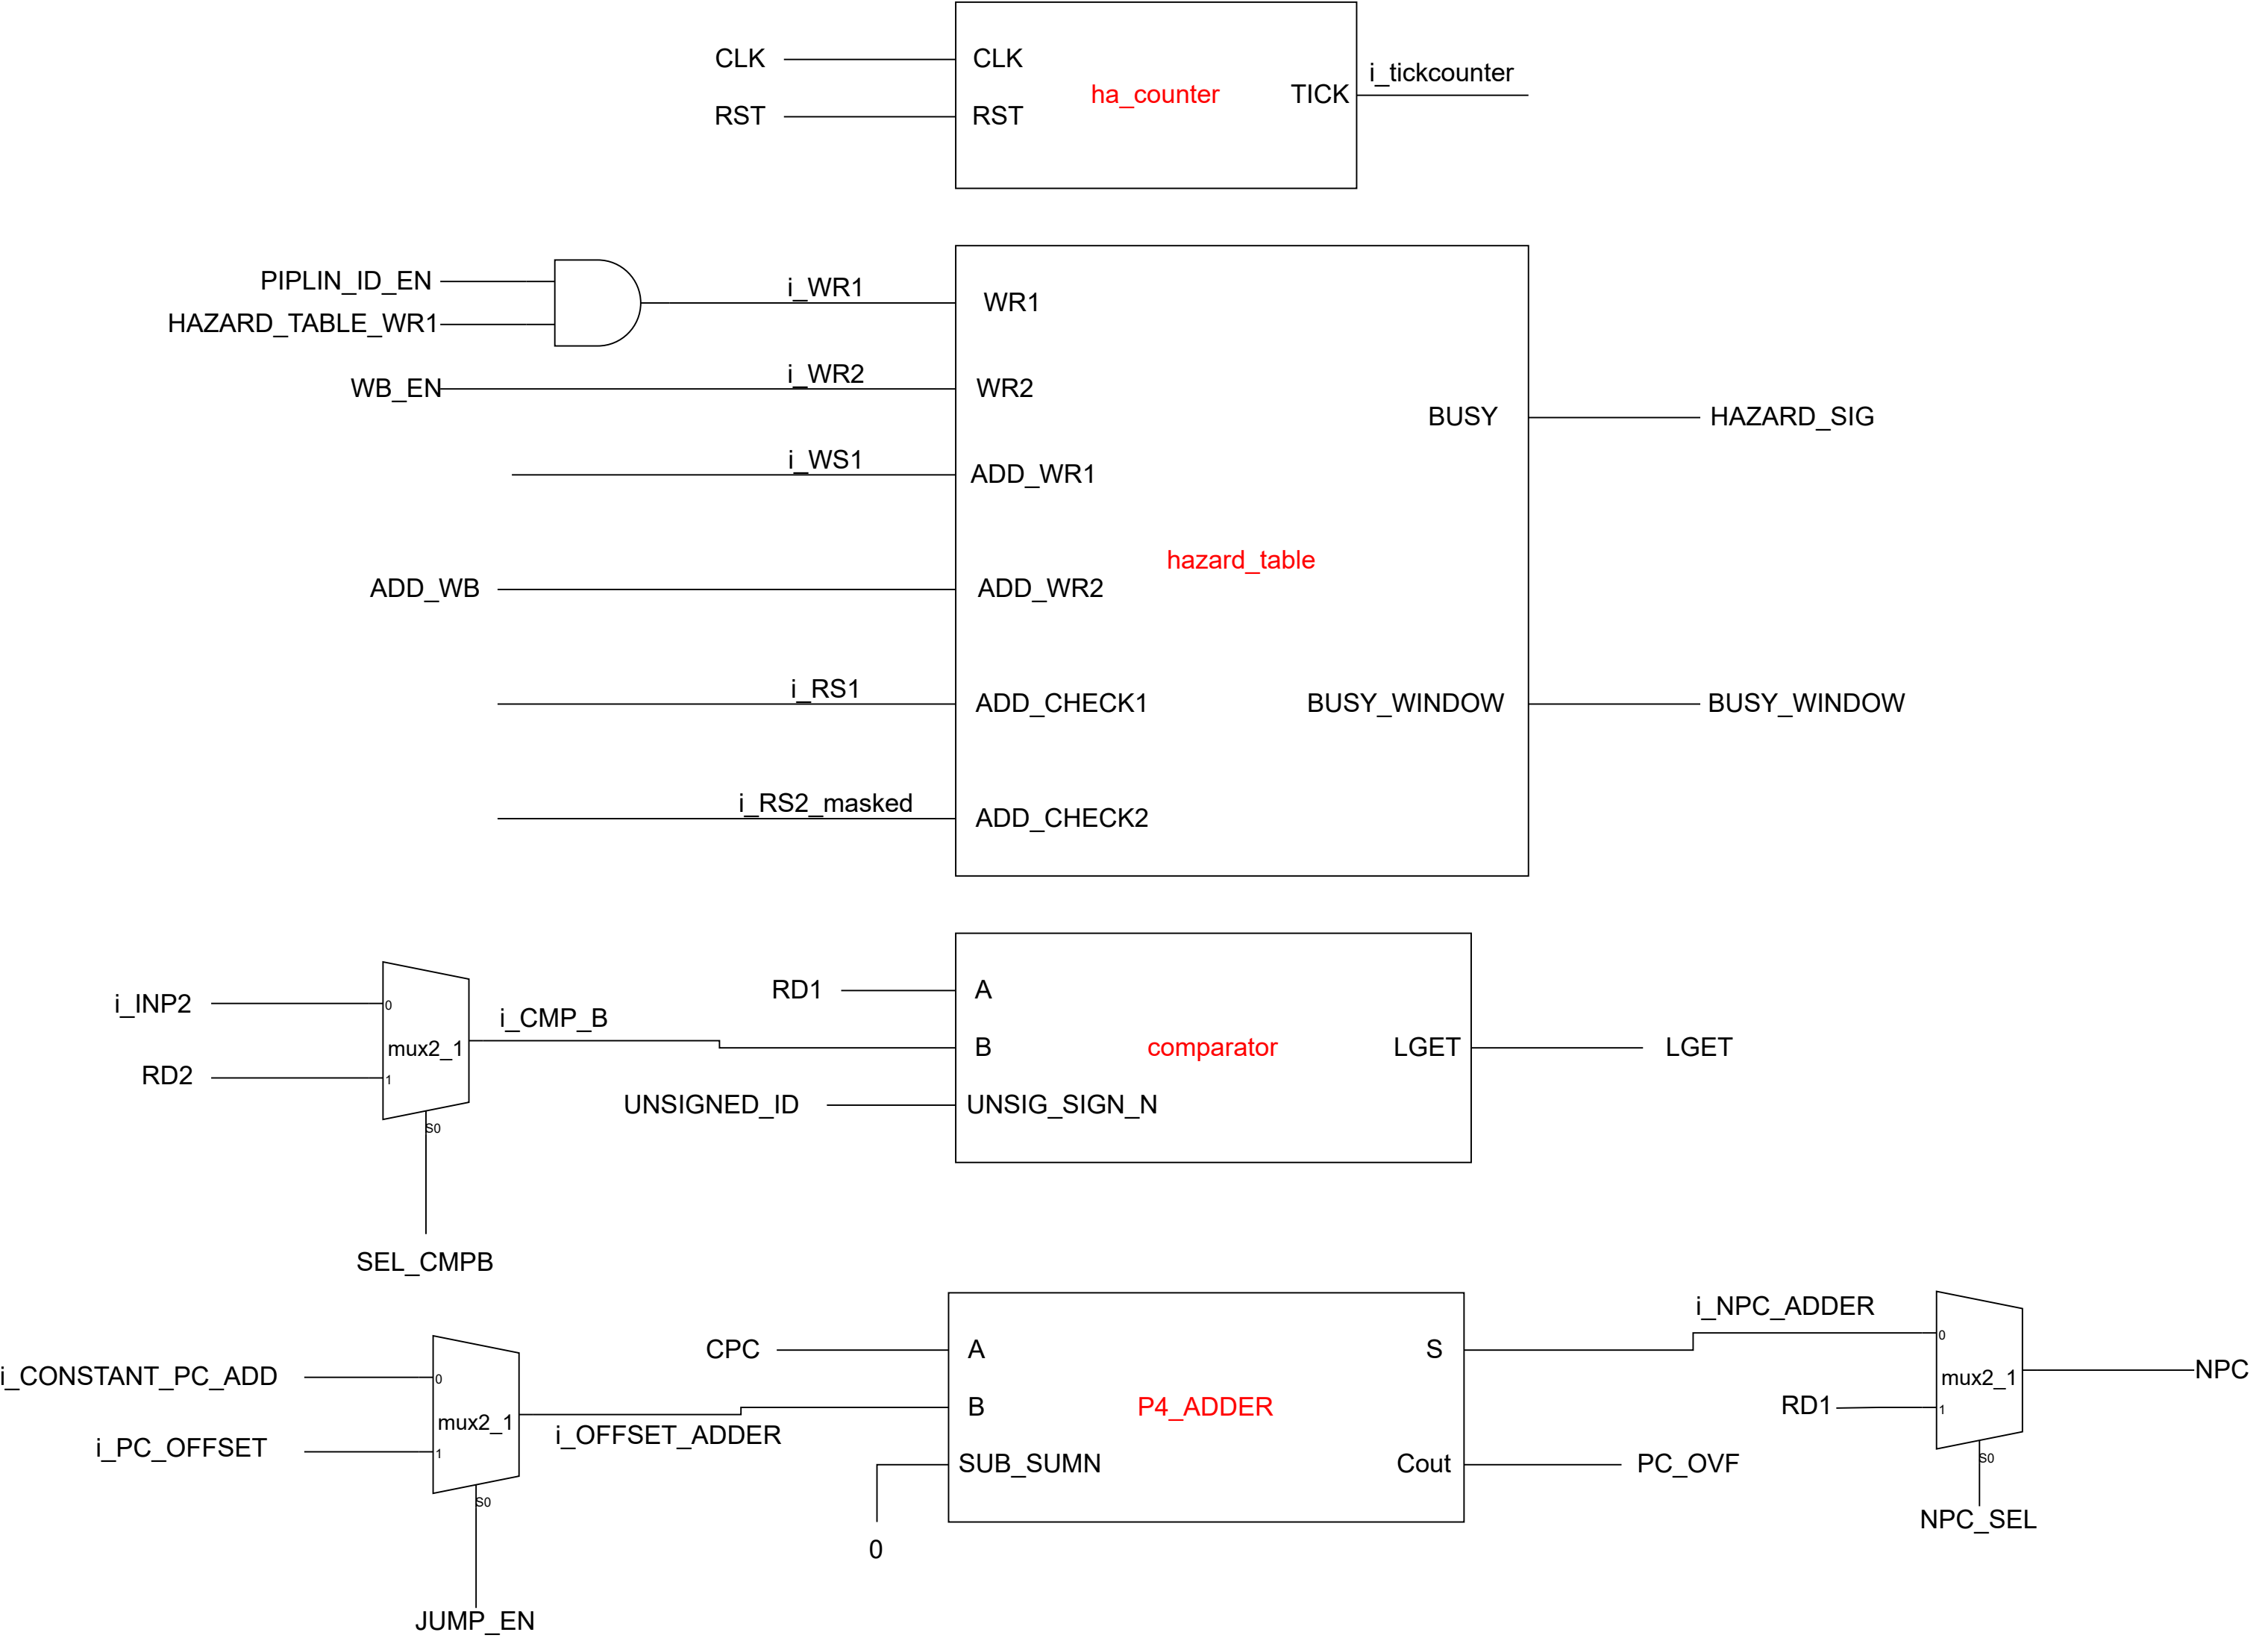 CLK
CLK
i_tickcounter
ha_counter
TICK
RST
RST
PIPLIN_ID_EN
i_WR1
WR1
HAZARD_TABLE_WR1
WB_EN
i_WR2
WR2
BUSY
HAZARD_SIG
i_WS1
ADD_WR1
hazard_table
ADD_WB
ADD_WR2
i_RS1
ADD_CHECK1
BUSY_WINDOW
BUSY_WINDOW
i_RS2_masked
ADD_CHECK2
i_INP2
0
i_CMP_B
mux2_1
RD2
1
S0
SEL_CMPB
RD1
A
B
comparator
LGET
LGET
UNSIGNED_ID
UNSIG_SIGN_N
i_CONSTANT_PC_ADD
0
mux2_1
i_PC_OFFSET
1
S0
JUMP_EN
i_OFFSET_ADDER
CPC
A
S
B
P4_ADDER
SUB_SUMN
Cout
PC_OVF
0
i_NPC_ADDER
0
mux2_1
NPC
RD1
1
S0
NPC_SEL